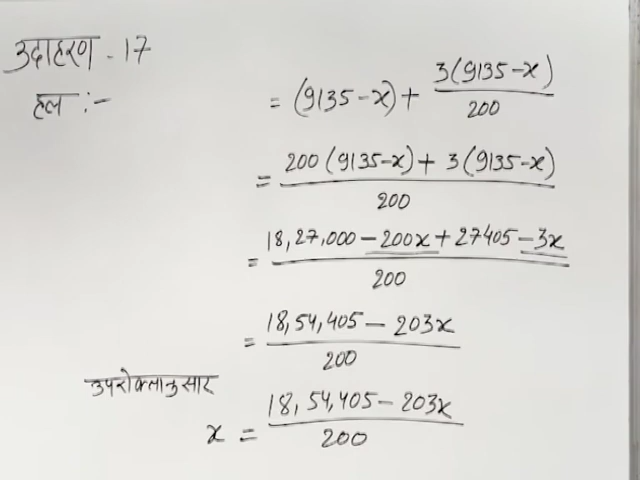 उदाहरण - 17
हल :-
= (9135-x) + 3(9135-x)/200
= 200(9135-x) + 3(9135-x)/200
= 18,27,000 - 200x + 27405 - 3x/200
= 18,54,405 - 203x/200
उपरोक्तानुसार
x = 18,54,405 - 203x/200